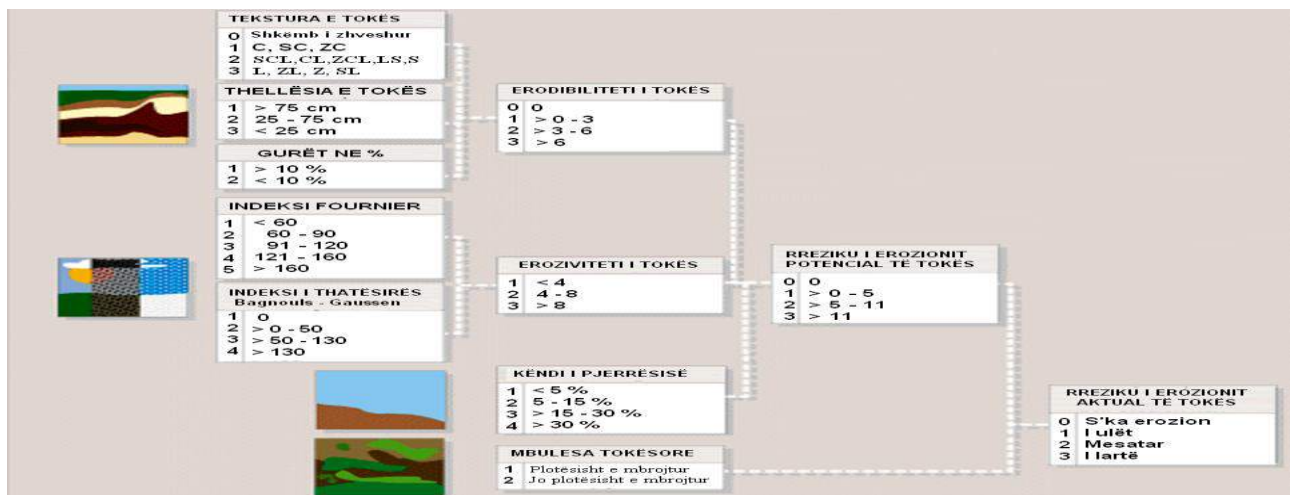 TEKSTURA E TOKËS
0 Shkëmb i zhveshur
1 C, SC, ZC
2 SCL,CL,ZCL,LS,S
3 L, ZL, Z, SL
THELLËSIA E TOKËS
1 > 75 cm
2 25 - 75 cm
3 < 25 cm
GURËT NE %
1 > 10 %
2 < 10 %
ERODIBILITETI I TOKËS
0 0
1 > 0 - 3
2 > 3 - 6
3 > 6
INDEKSI FOURNIER
1 < 60
2 60 - 90
3 91 - 120
4 121 - 160
5 > 160
INDEKSI I THATËSIRËS
Bagnouls - Gaussen
1 0
2 > 0 - 50
3 > 50 - 130
4 > 130
EROZIVITETI I TOKËS
1 < 4
2 4 - 8
3 > 8
KËNDI I PJERRËSISË
1 < 5 %
2 5 - 15 %
3 > 15 - 30 %
4 > 30 %
MBULESA TOKËSORE
1 Plotësisht e mbrojtur
2 Jo plotësisht e mbrojtur
RREZIKU I EROZIONIT
POTENCIAL TË TOKËS
0 0
1 > 0 - 5
2 > 5 - 11
3 > 11
RREZIKU I EROZIONIT
AKTUAL TË TOKËS
0 S'ka erozion
1 I ulët
2 Mesatar
3 I lartë